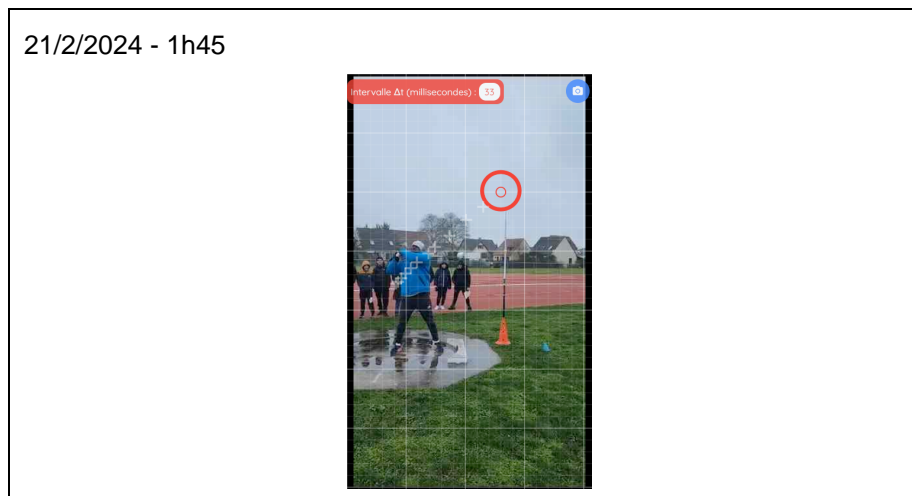 21/2/2024 - 1h45
Intervalle Δt (millisecondes) : 33